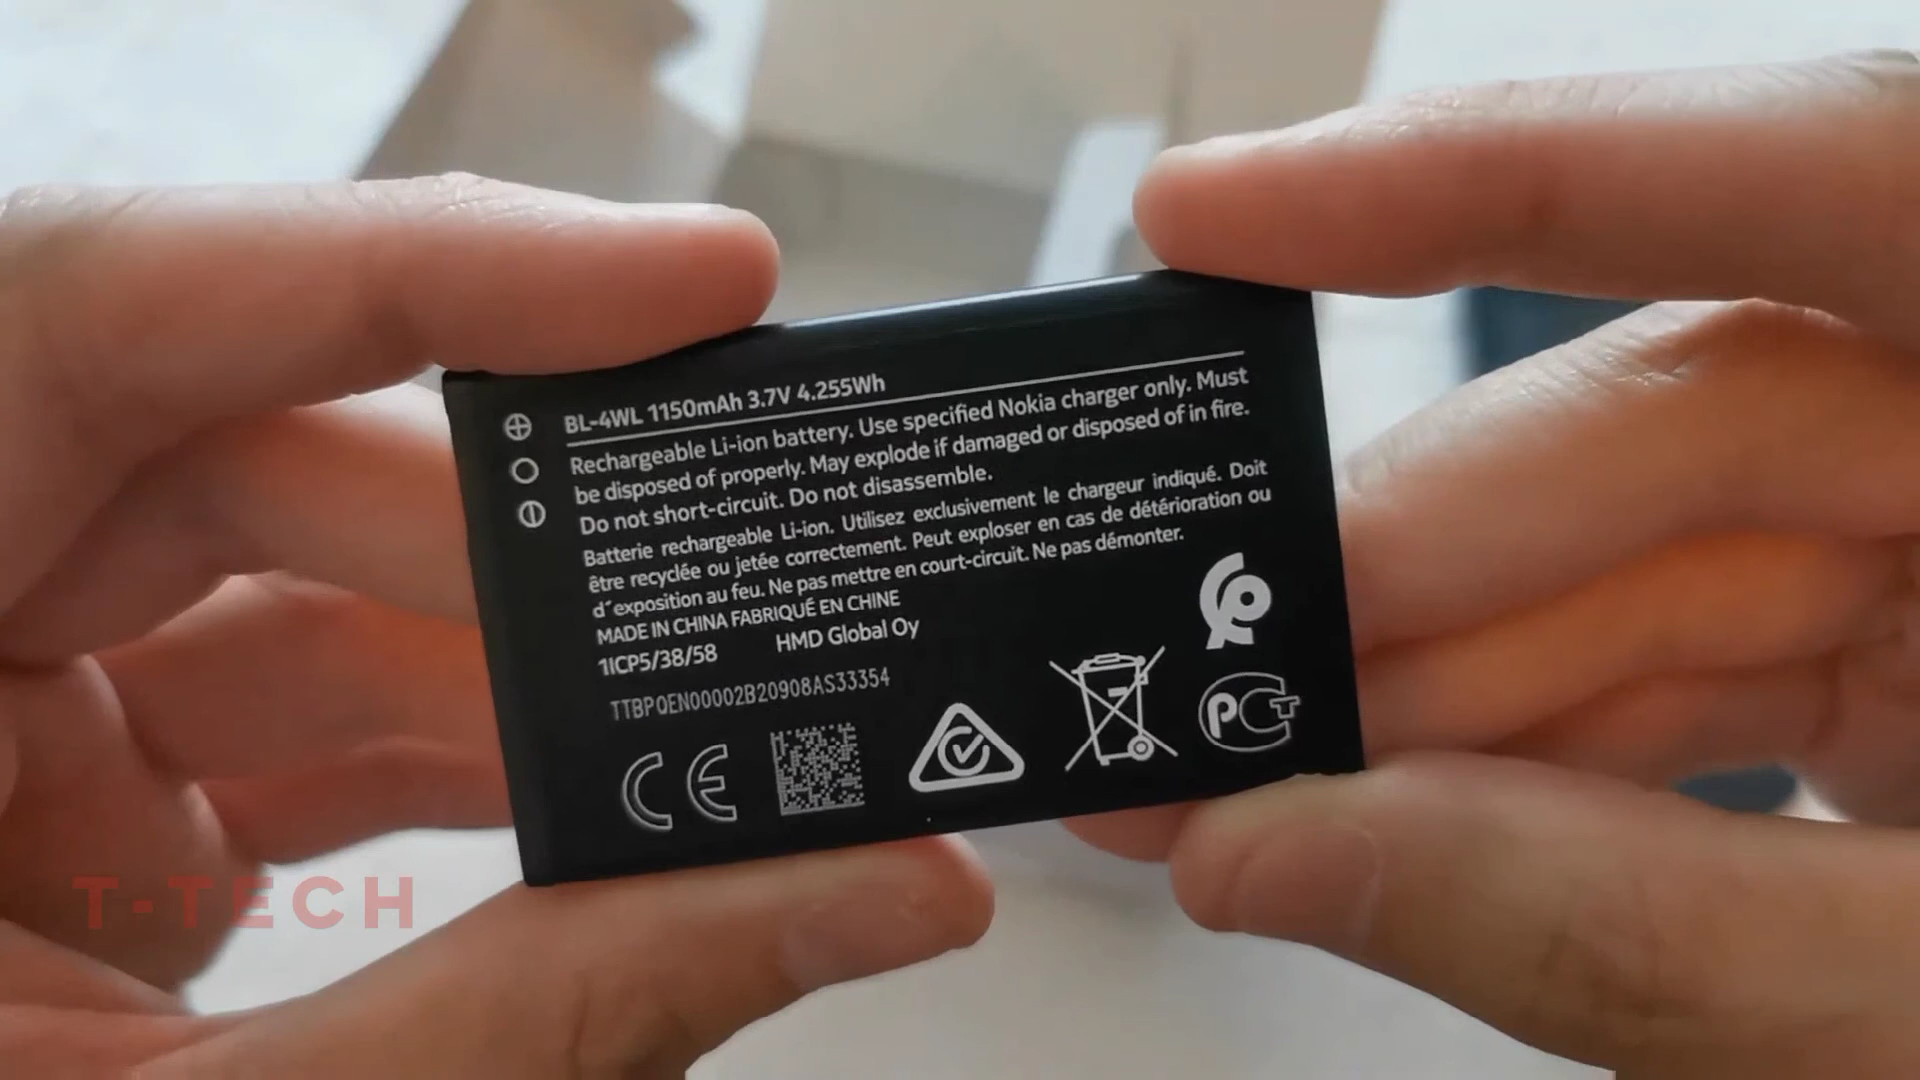 BL-4WL 1150mAh 3.7V 4.255Wh
Rechargeable Li-ion battery. Use specified Nokia charger only. Must
be disposed of properly. May explode if damaged or disposed of in fire.
Do not short-circuit. Do not disassemble.
Batterie rechargeable Li-ion. Utilisez exclusivement le chargeur indiqué. Doit
être recyclée ou jetée correctement. Peut exploser en cas de détérioration ou
d´exposition au feu. Ne pas mettre en court-circuit. Ne pas démonter.
MADE IN CHINA FABRIQUÉ EN CHINE
1ICP5/38/58 HMD Global Oy
TTBPQEN00002B20908AS33354
CE
PCT
T-TECH